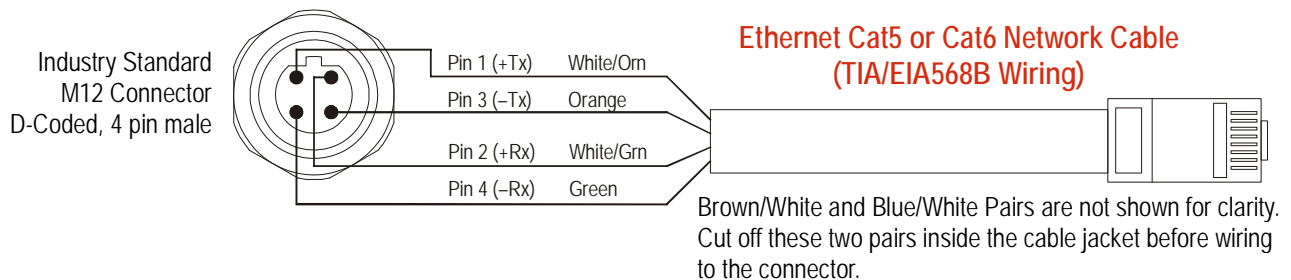 Industry Standard
M12 Connector
D-Coded, 4 pin male
Pin 1 (+Tx) White/Orn
Pin 3 (–Tx) Orange
Pin 2 (+Rx) White/Grn
Pin 4 (–Rx) Green
Ethernet Cat5 or Cat6 Network Cable
(TIA/EIA568B Wiring)
Brown/White and Blue/White Pairs are not shown for clarity.
Cut off these two pairs inside the cable jacket before wiring
to the connector.